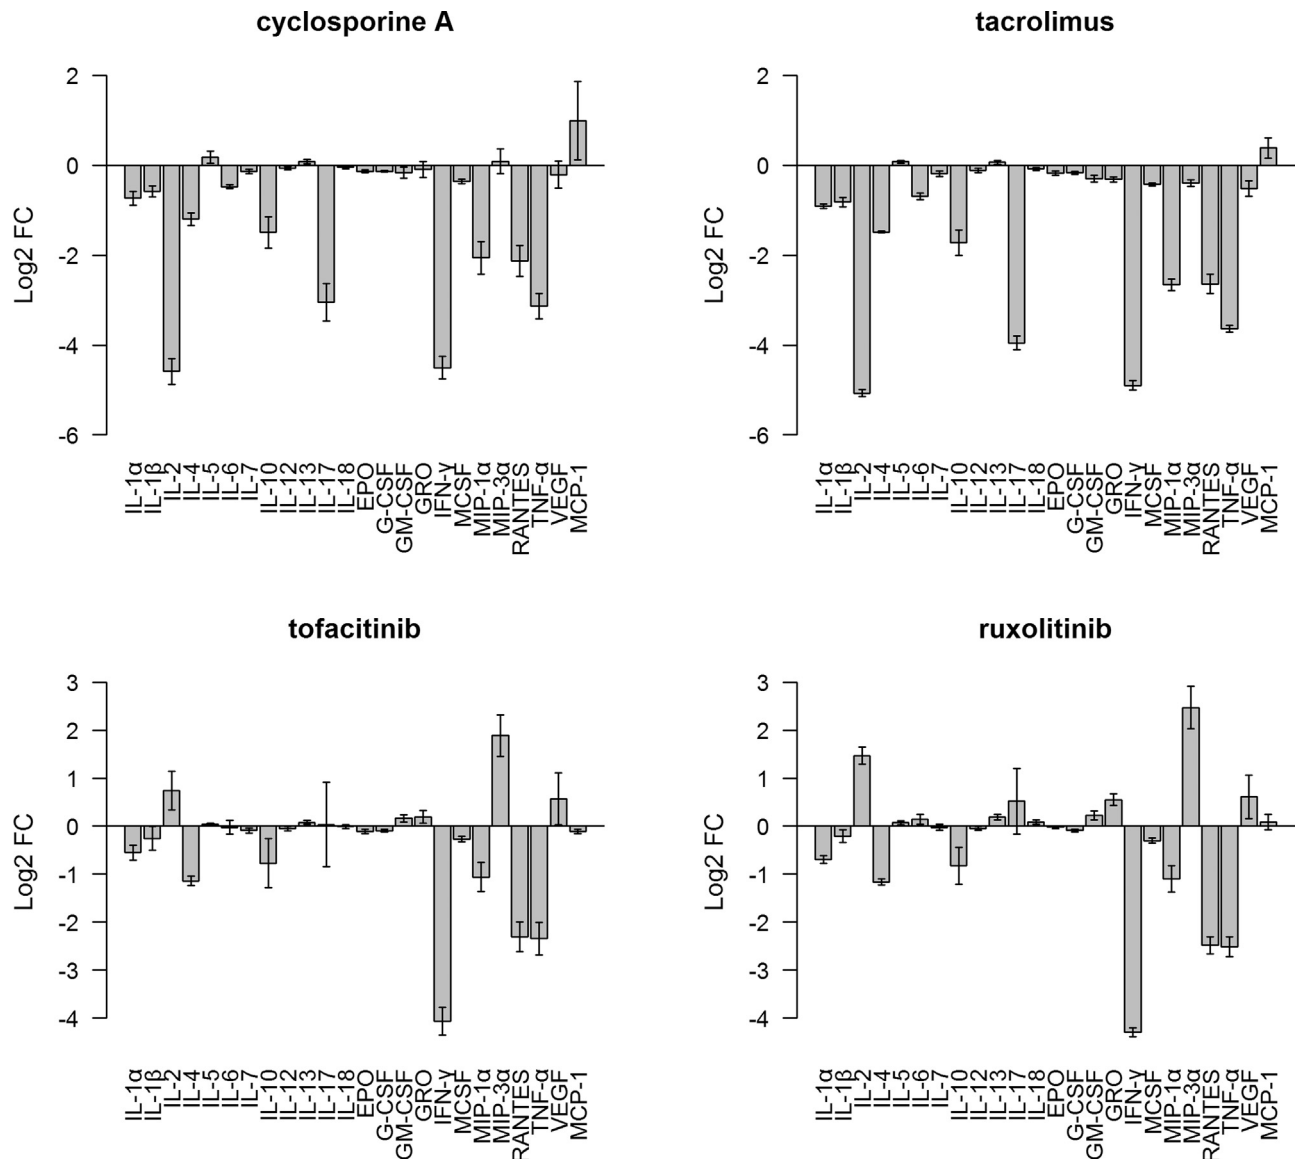 cyclosporine A
tacrolimus
2
0
-2
-4
-6
Log2 FC
IL-1α
IL-1β
IL-2
IL-4
IL-5
IL-6
IL-7
IL-10
IL-12
IL-13
IL-17
IL-18
EPO
G-CSF
GM-CSF
GRO
IFN-γ
MCSF
MIP-1α
MIP-3α
RANTES
TNF-α
VEGF
MCP-1
2
0
-2
-4
-6
Log2 FC
IL-1α
IL-1β
IL-2
IL-4
IL-5
IL-6
IL-7
IL-10
IL-12
IL-13
IL-17
IL-18
EPO
G-CSF
GM-CSF
GRO
IFN-γ
MCSF
MIP-1α
MIP-3α
RANTES
TNF-α
VEGF
MCP-1
tofacitinib
ruxolitinib
3
2
1
0
-1
-2
-3
-4
Log2 FC
IL-1α
IL-1β
IL-2
IL-4
IL-5
IL-6
IL-7
IL-10
IL-12
IL-13
IL-17
IL-18
EPO
G-CSF
GM-CSF
GRO
IFN-γ
MCSF
MIP-1α
MIP-3α
RANTES
TNF-α
VEGF
MCP-1
3
2
1
0
-1
-2
-3
-4
Log2 FC
IL-1α
IL-1β
IL-2
IL-4
IL-5
IL-6
IL-7
IL-10
IL-12
IL-13
IL-17
IL-18
EPO
G-CSF
GM-CSF
GRO
IFN-γ
MCSF
MIP-1α
MIP-3α
RANTES
TNF-α
VEGF
MCP-1